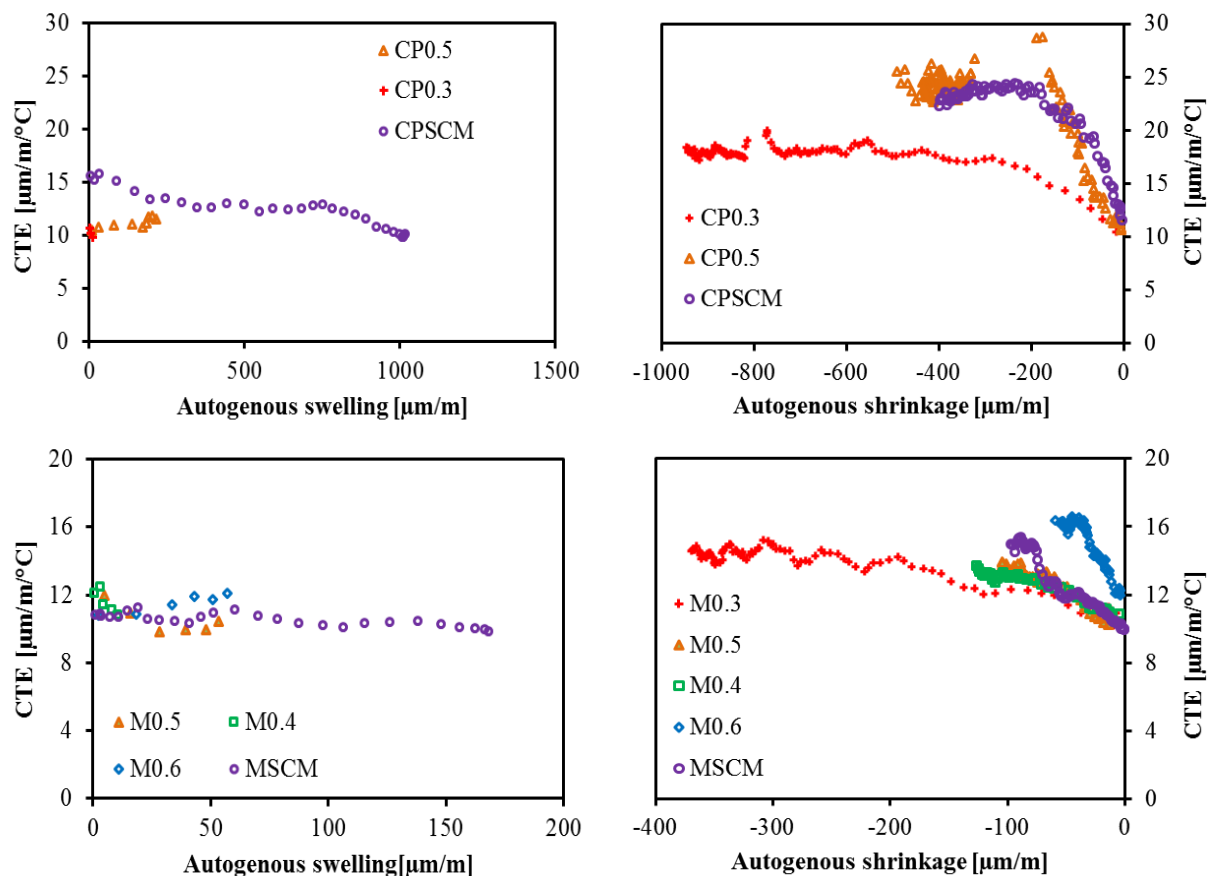 30
25
20
15
10
5
0
CTE [μm/m/°C]
CP0.5
CP0.3
CPSCM
0 500 1000 1500
Autogenous swelling [μm/m]
30
25
20
15
10
5
0
CTE [μm/m/°C]
CP0.3
CP0.5
CPSCM
-1000 -800 -600 -400 -200 0
Autogenous shrinkage [μm/m]
20
16
12
8
4
0
CTE [μm/m/°C]
M0.5 M0.4
M0.6 MSCM
0 50 100 150 200
Autogenous swelling[μm/m]
20
16
12
8
4
0
CTE [μm/m/°C]
M0.3
M0.5
M0.4
M0.6
MSCM
-400 -300 -200 -100 0
Autogenous shrinkage [μm/m]